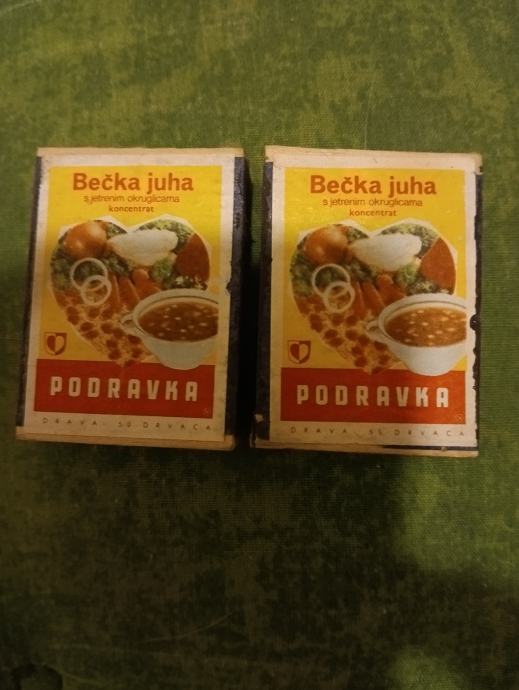 Bečka juha
s jetrenim okruglicama
koncentrat
PODRAVKA
DRAVA · 50 DRVACA
Bečka juha
s jetrenim okruglicama
koncentrat
PODRAVKA
DRAVA · 50 DRVACA